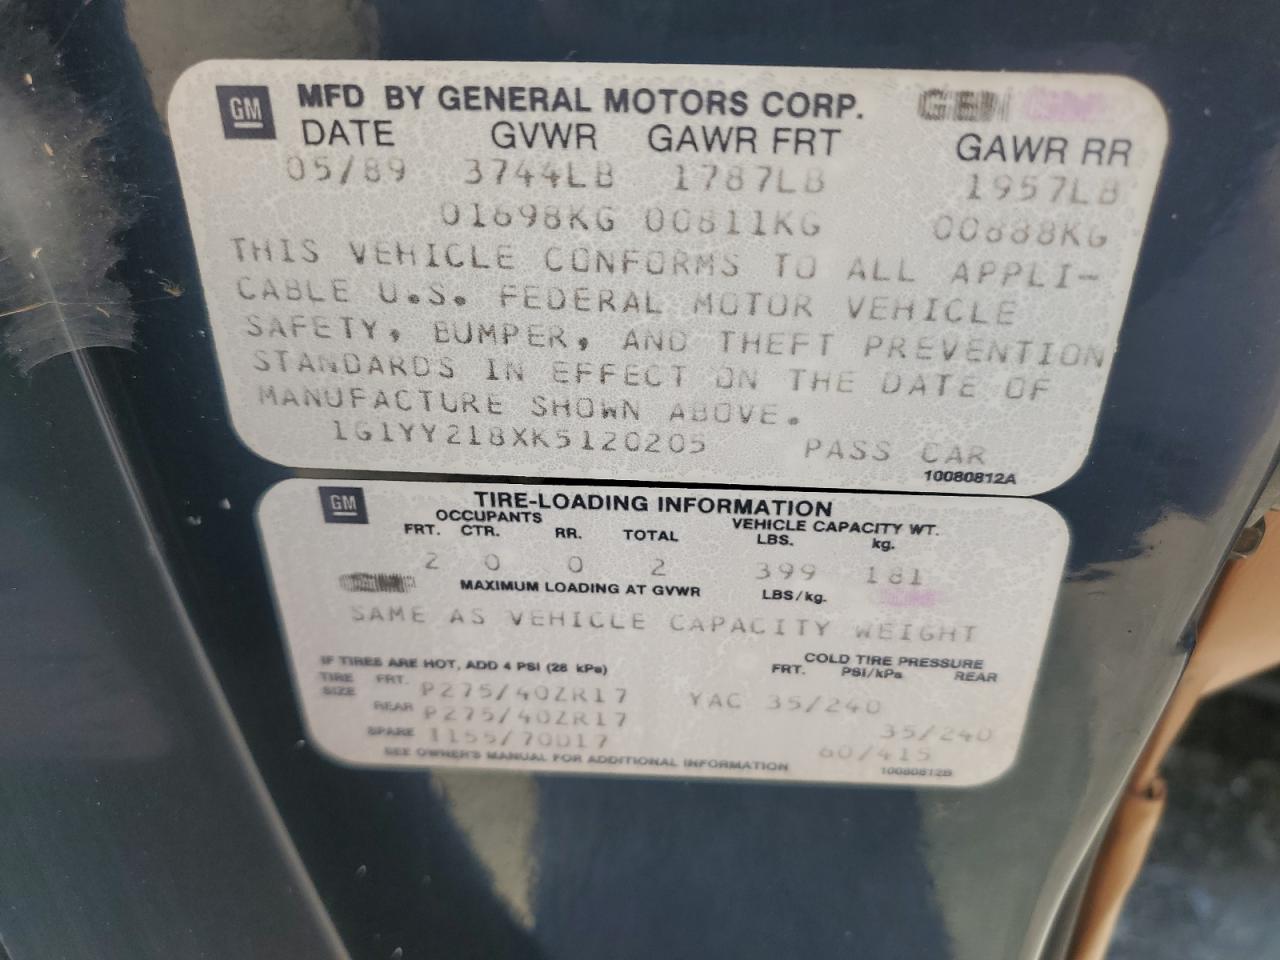 GM MFD BY GENERAL MOTORS CORP.
DATE GVWR GAWR FRT GAWR RR
05/89 3744LB 1787LB 1957LB
01698KG 00811KG 00888KG
THIS VEHICLE CONFORMS TO ALL APPLI-
CABLE U.S. FEDERAL MOTOR VEHICLE
SAFETY, BUMPER, AND THEFT PREVENTION
STANDARDS IN EFFECT ON THE DATE OF
MANUFACTURE SHOWN ABOVE.
1G1YY218XK5120205 PASS CAR
10080812A
GM TIRE-LOADING INFORMATION
OCCUPANTS VEHICLE CAPACITY WT.
FRT. CTR. RR. TOTAL LBS. kg.
2 0 0 2 399 181
MAXIMUM LOADING AT GVWR LBS/kg.
SAME AS VEHICLE CAPACITY WEIGHT
IF TIRES ARE HOT, ADD 4 PSI (28 kPa) COLD TIRE PRESSURE
TIRE SIZE FRT. PSI/kPa REAR
FRT. P275/40ZR17 YAC 35/240
REAR P275/40ZR17 35/240
SPARE T155/70D17 60/415
SEE OWNER'S MANUAL FOR ADDITIONAL INFORMATION 10080812B